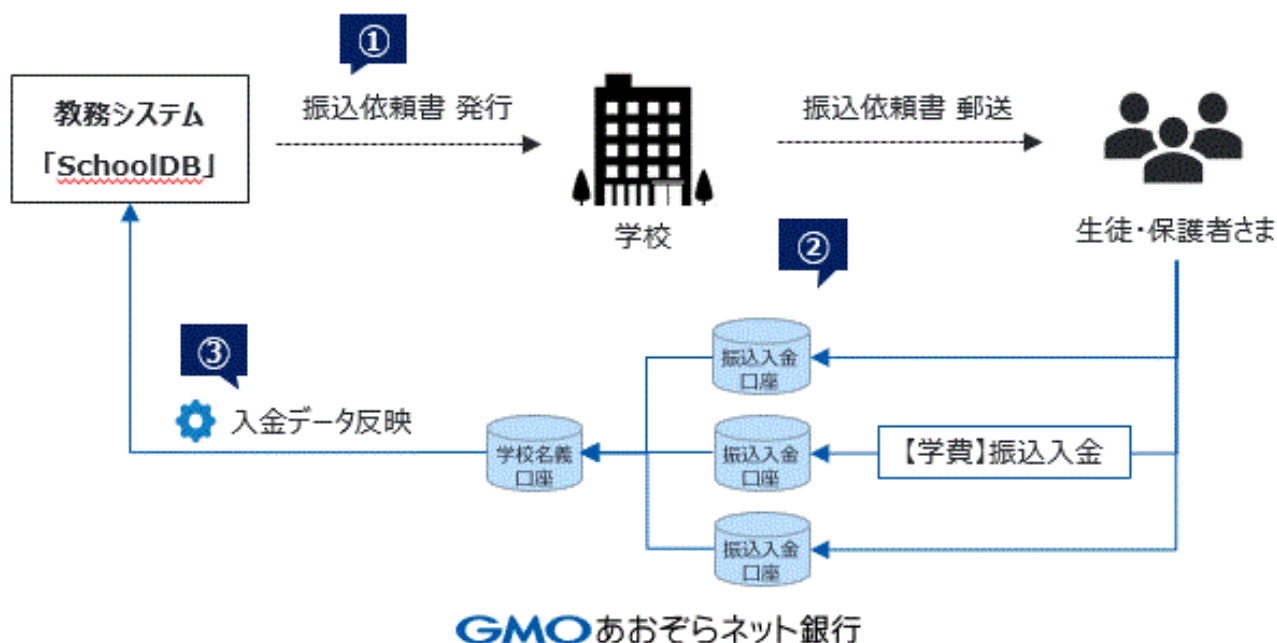 ①
教務システム
「SchoolDB」
振込依頼書 発行
学校
振込依頼書 郵送
生徒・保護者さま
②
振込入金
口座
振込入金
口座
【学費】振込入金
振込入金
口座
学校名義
口座
③
入金データ反映
GMOあおぞらネット銀行